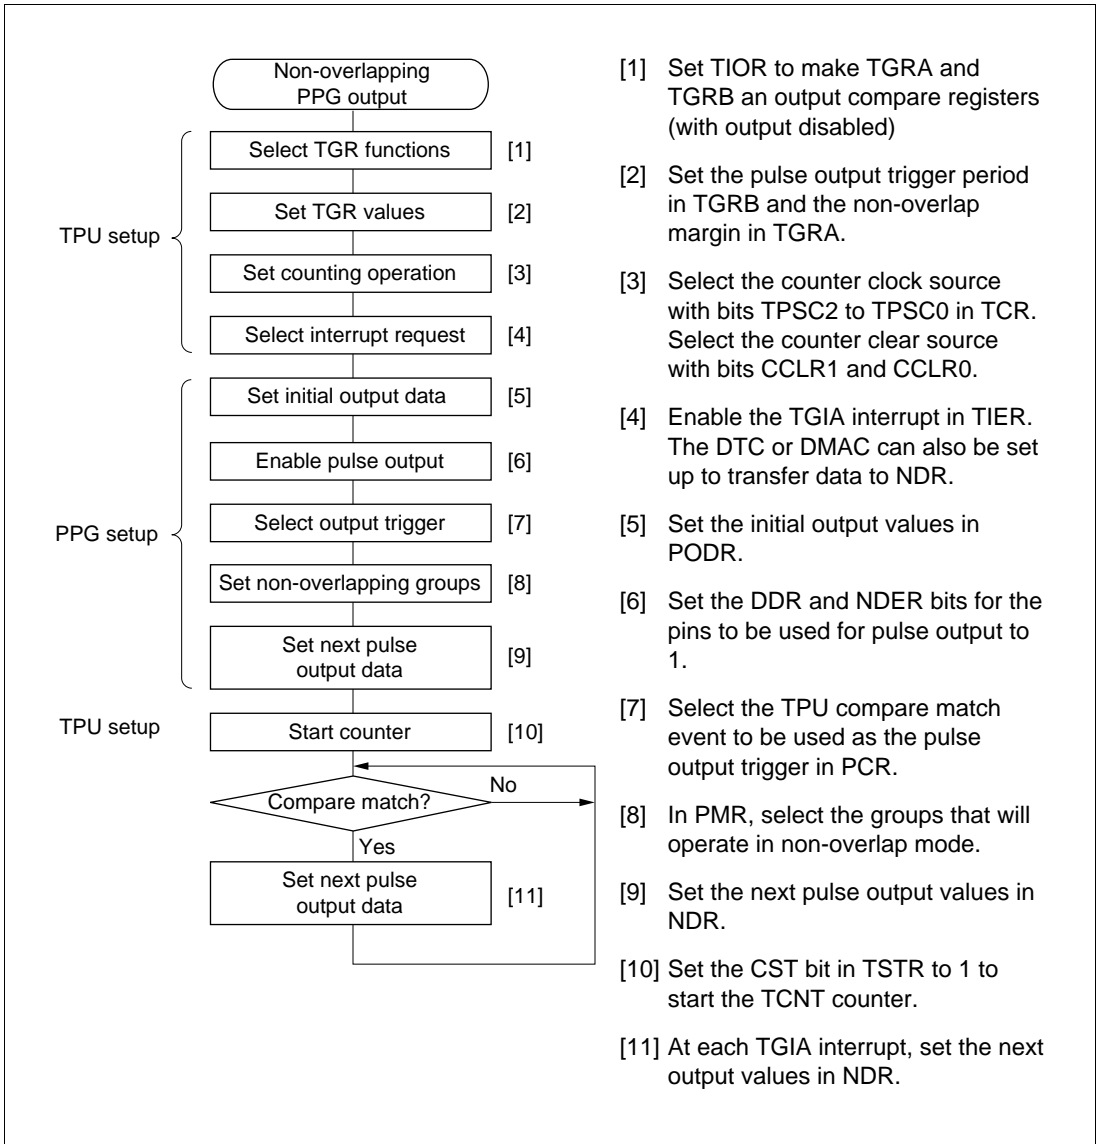 Non-overlapping
PPG output
TPU setup
Select TGR functions [1]
Set TGR values [2]
Set counting operation [3]
Select interrupt request [4]
PPG setup
Set initial output data [5]
Enable pulse output [6]
Select output trigger [7]
Set non-overlapping groups [8]
Set next pulse
output data [9]
TPU setup
Start counter [10]
Compare match?
No
Yes
Set next pulse
output data [11]
[1] Set TIOR to make TGRA and
TGRB an output compare registers
(with output disabled)
[2] Set the pulse output trigger period
in TGRB and the non-overlap
margin in TGRA.
[3] Select the counter clock source
with bits TPSC2 to TPSC0 in TCR.
Select the counter clear source
with bits CCLR1 and CCLR0.
[4] Enable the TGIA interrupt in TIER.
The DTC or DMAC can also be set
up to transfer data to NDR.
[5] Set the initial output values in
PODR.
[6] Set the DDR and NDER bits for the
pins to be used for pulse output to
1.
[7] Select the TPU compare match
event to be used as the pulse
output trigger in PCR.
[8] In PMR, select the groups that will
operate in non-overlap mode.
[9] Set the next pulse output values in
NDR.
[10] Set the CST bit in TSTR to 1 to
start the TCNT counter.
[11] At each TGIA interrupt, set the next
output values in NDR.